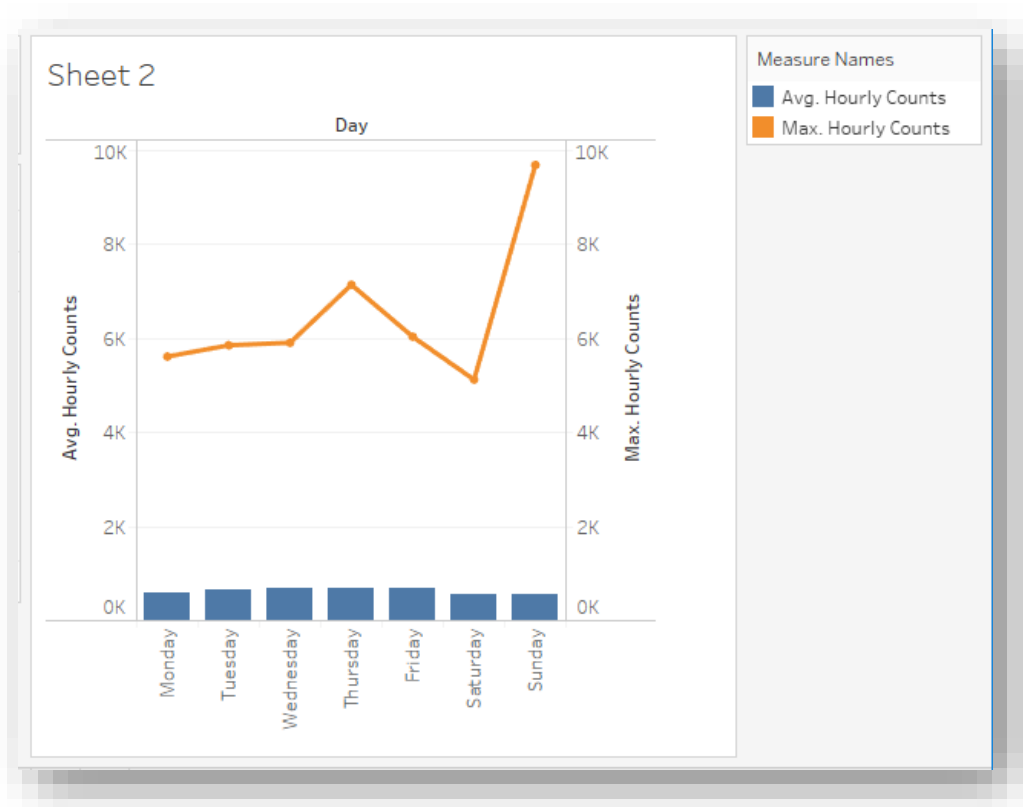 Sheet 2
Measure Names
Avg. Hourly Counts
Max. Hourly Counts
Day
10K
8K
6K
4K
2K
0K
Avg. Hourly Counts
10K
8K
6K
4K
2K
0K
Max. Hourly Counts
Monday
Tuesday
Wednesday
Thursday
Friday
Saturday
Sunday